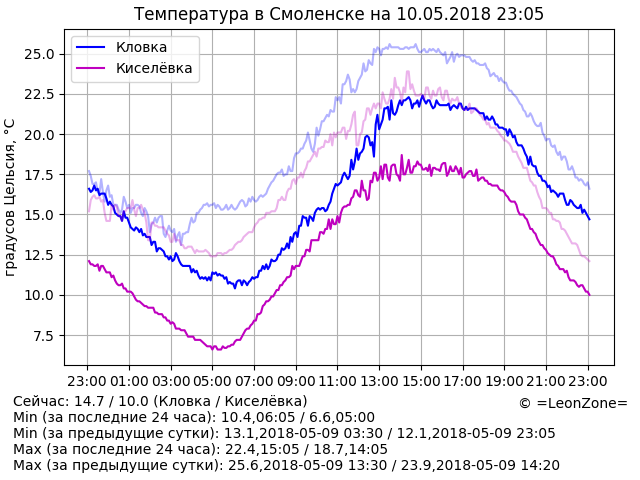 Температура в Смоленске на 10.05.2018 23:05
Кловка
Киселёвка
градусов Цельсия, °C
25.0
22.5
20.0
17.5
15.0
12.5
10.0
7.5
23:00 01:00 03:00 05:00 07:00 09:00 11:00 13:00 15:00 17:00 19:00 21:00 23:00
Сейчас: 14.7 / 10.0 (Кловка / Киселёвка)
© =LeonZone=
Min (за последние 24 часа): 10.4,06:05 / 6.6,05:00
Min (за предыдущие сутки): 13.1,2018-05-09 03:30 / 12.1,2018-05-09 23:05
Max (за последние 24 часа): 22.4,15:05 / 18.7,14:05
Max (за предыдущие сутки): 25.6,2018-05-09 13:30 / 23.9,2018-05-09 14:20